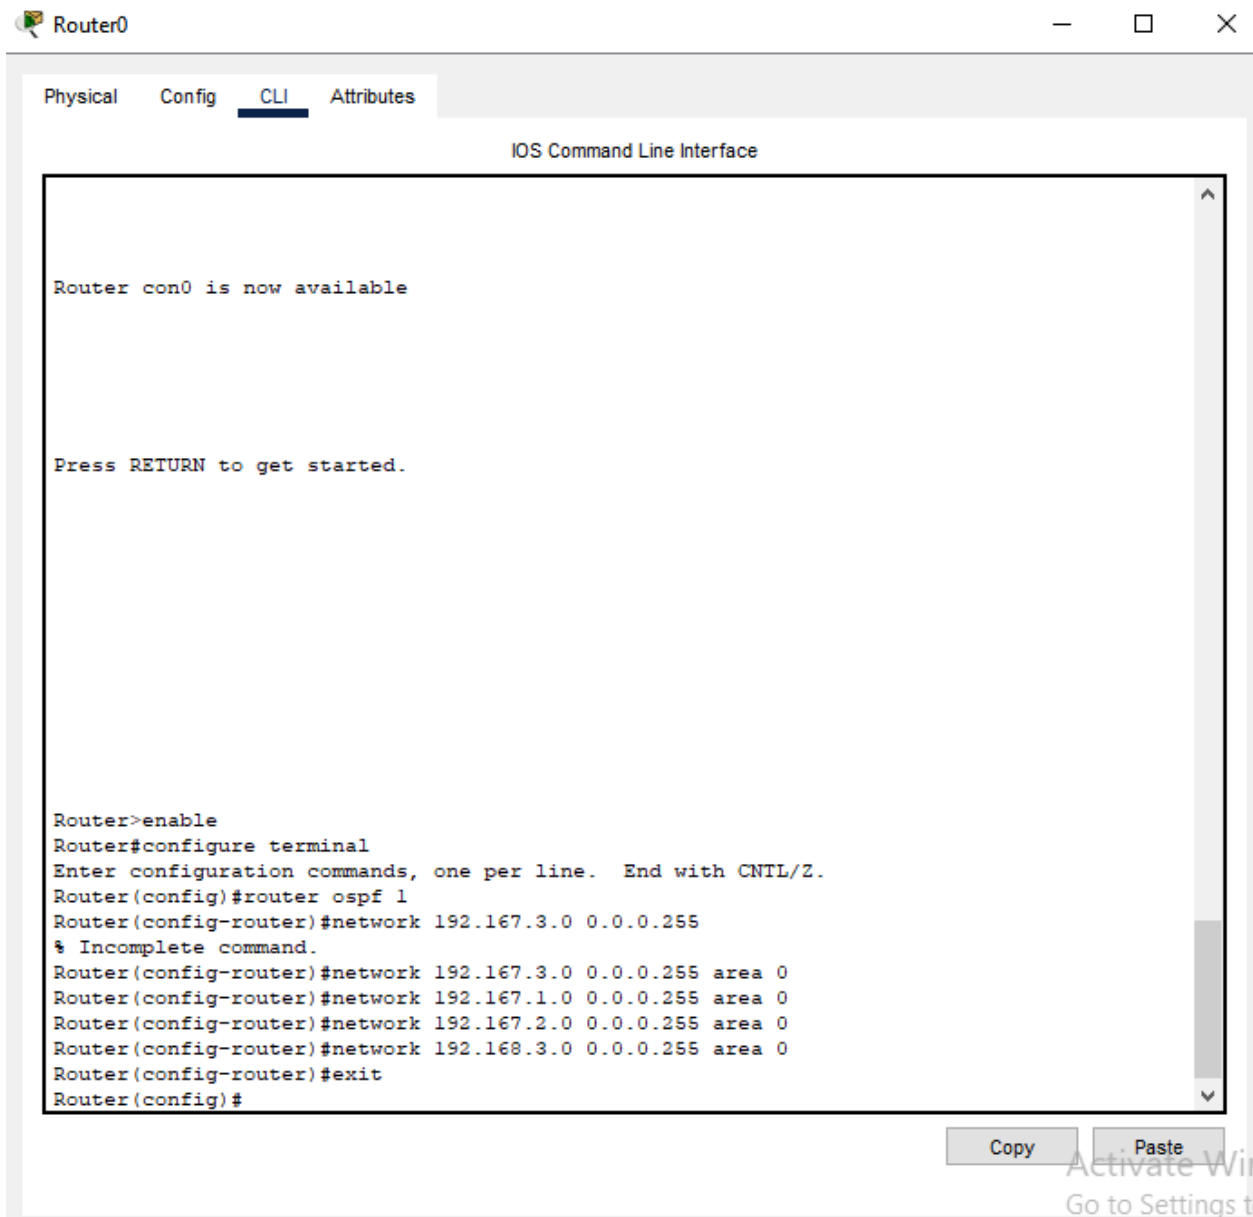 Router0
Physical Config CLI Attributes
IOS Command Line Interface
Router con0 is now available
Press RETURN to get started.
Router>enable
Router#configure terminal
Enter configuration commands, one per line.  End with CNTL/Z.
Router(config)#router ospf 1
Router(config-router)#network 192.167.3.0 0.0.0.255
% Incomplete command.
Router(config-router)#network 192.167.3.0 0.0.0.255 area 0
Router(config-router)#network 192.167.1.0 0.0.0.255 area 0
Router(config-router)#network 192.167.2.0 0.0.0.255 area 0
Router(config-router)#network 192.168.3.0 0.0.0.255 area 0
Router(config-router)#exit
Router(config)#
Copy Paste
Activate Wi
Go to Settings t